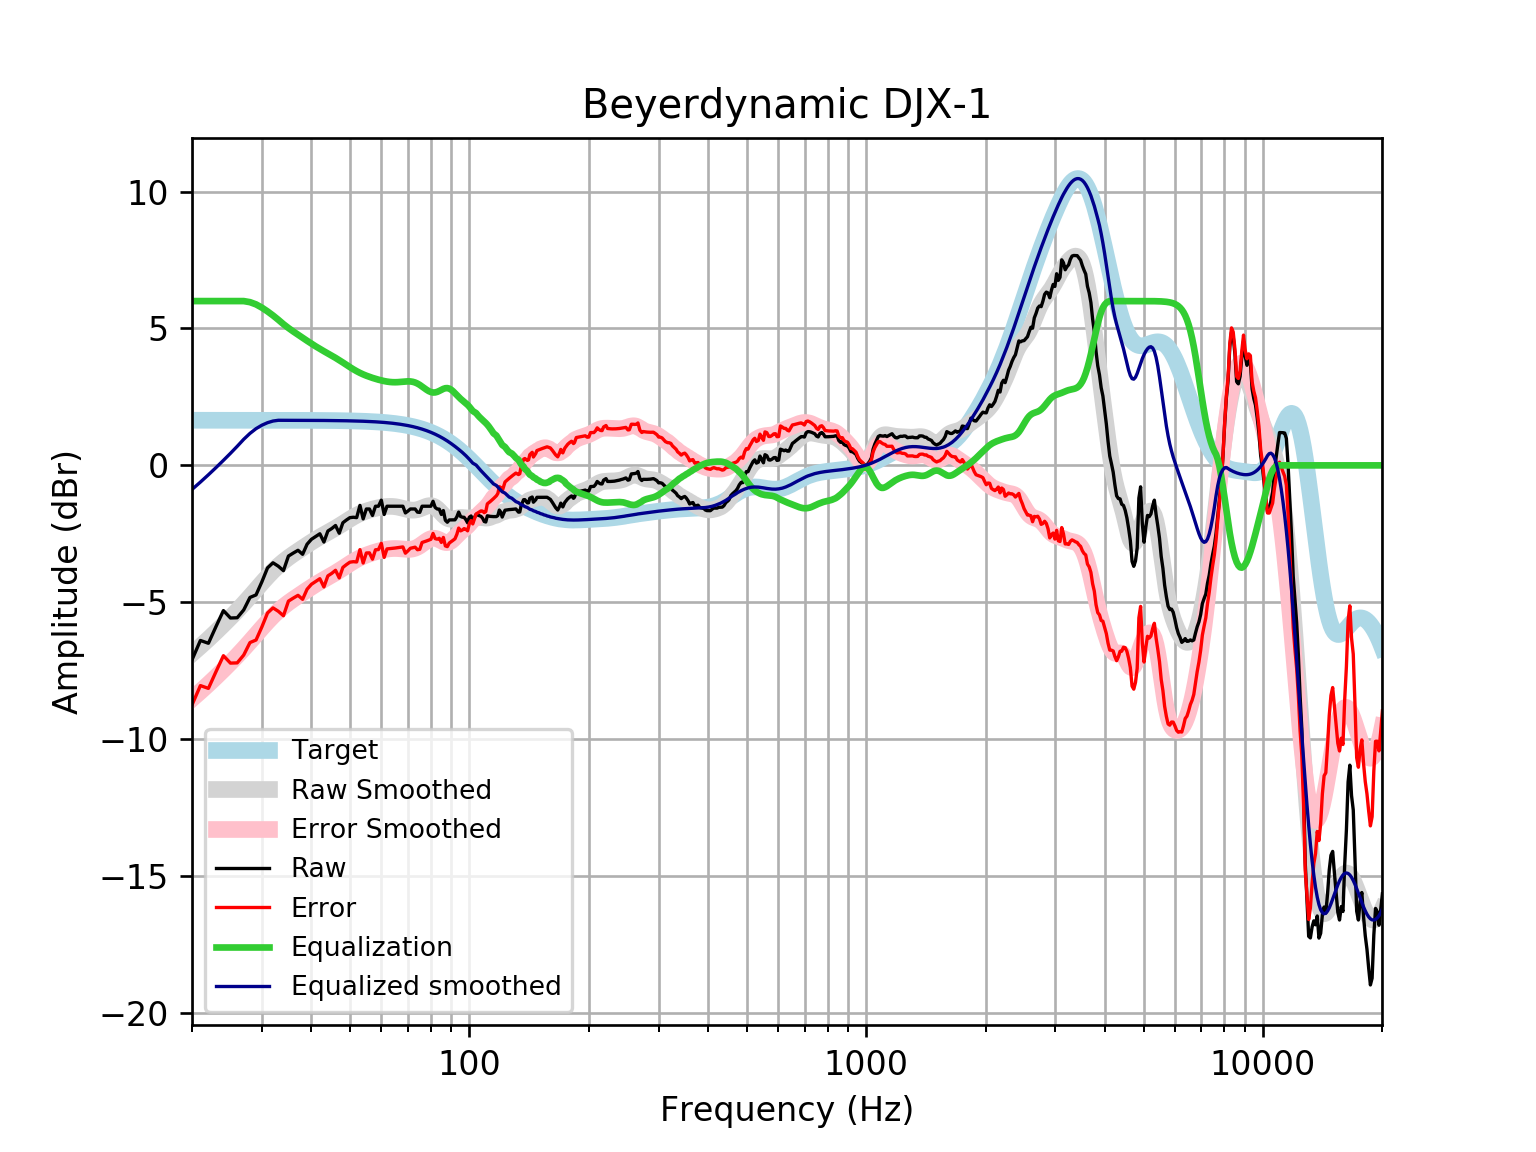 Beyerdynamic DJX-1
10
5
0
−5
−10
−15
−20
Amplitude (dBr)
Target
Raw Smoothed
Error Smoothed
Raw
Error
Equalization
Equalized smoothed
100
1000
10000
Frequency (Hz)